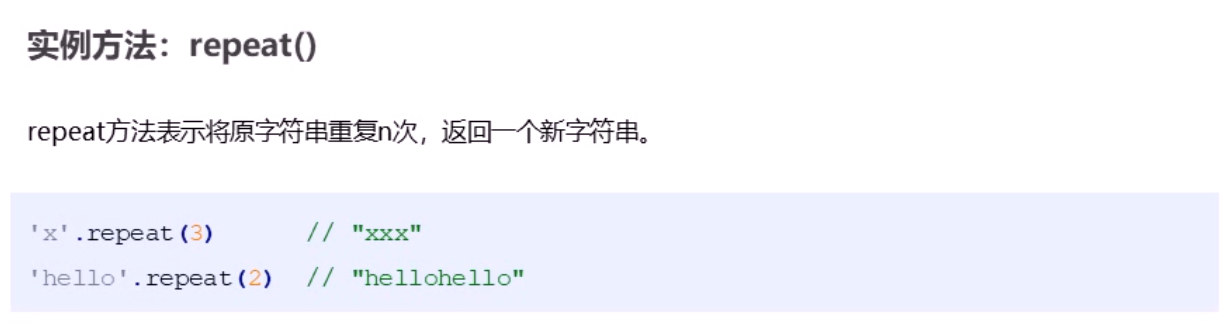 实例方法：repeat()
repeat方法表示将原字符串重复n次，返回一个新字符串。
'x'.repeat(3)      // "xxx"
'hello'.repeat(2)  // "hellohello"